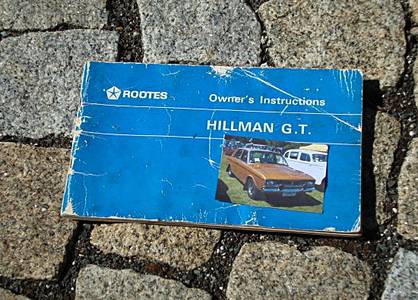 ROOTES
Owner's Instructions
HILLMAN G.T.